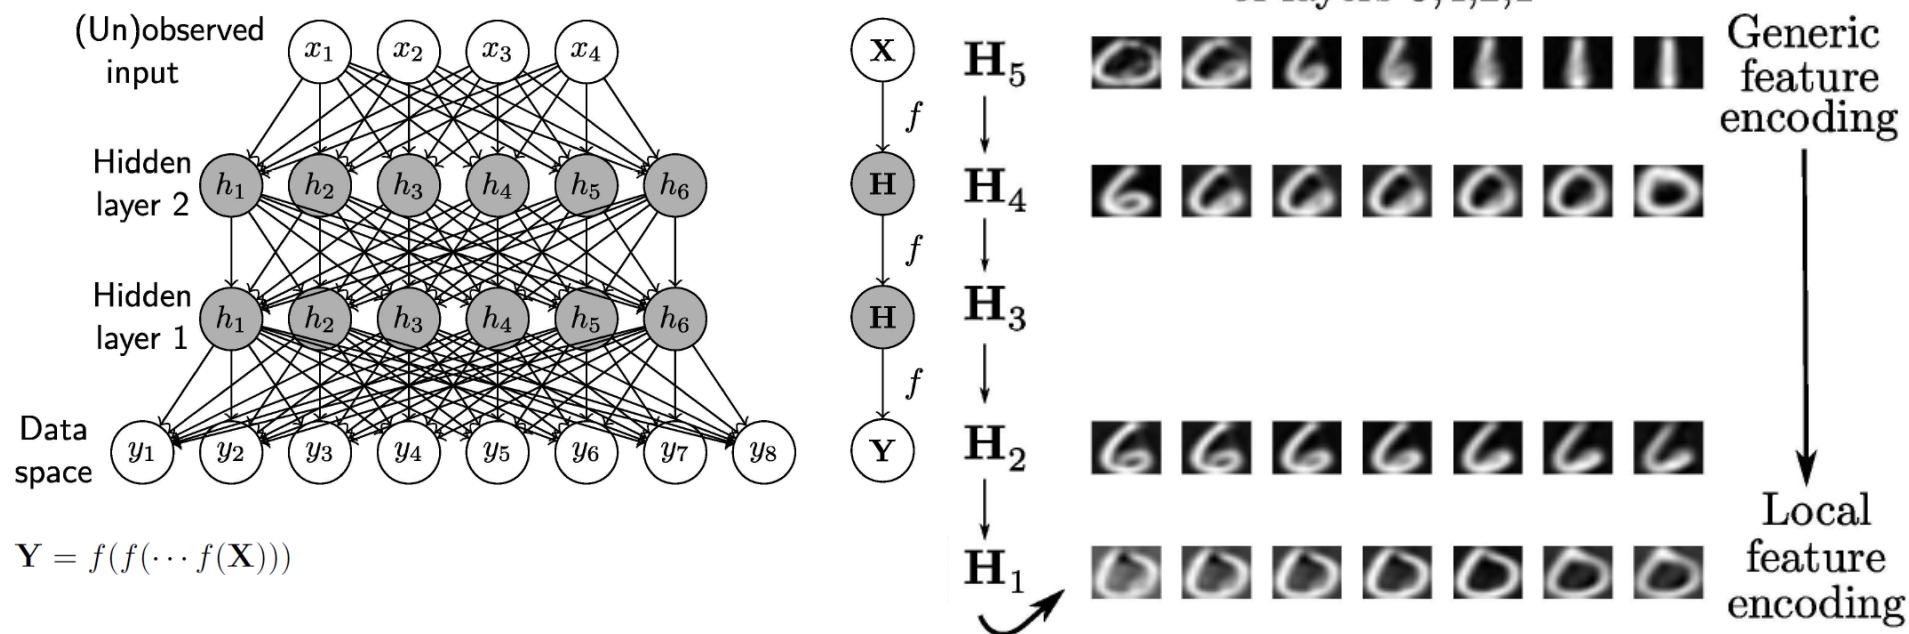 (Un)observed
input
x1 x2 x3 x4
Hidden
layer 2
h1 h2 h3 h4 h5 h6
Hidden
layer 1
h1 h2 h3 h4 h5 h6
Data
space
y1 y2 y3 y4 y5 y6 y7 y8
Y = f(f(··· f(X)))
X
f
H
f
H
f
Y
H5
H4
H3
H2
H1
Generic
feature
encoding
Local
feature
encoding